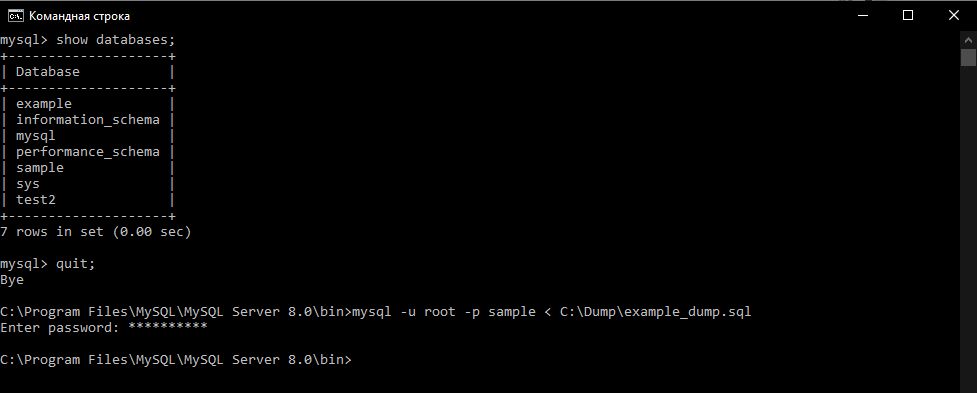 Командная строка
mysql> show databases;
+--------------------+
| Database           |
+--------------------+
| example            |
| information_schema |
| mysql              |
| performance_schema |
| sample             |
| sys                |
| test2              |
+--------------------+
7 rows in set (0.00 sec)
mysql> quit;
Bye
C:\Program Files\MySQL\MySQL Server 8.0\bin>mysql -u root -p sample < C:\Dump\example_dump.sql
Enter password: **********
C:\Program Files\MySQL\MySQL Server 8.0\bin>